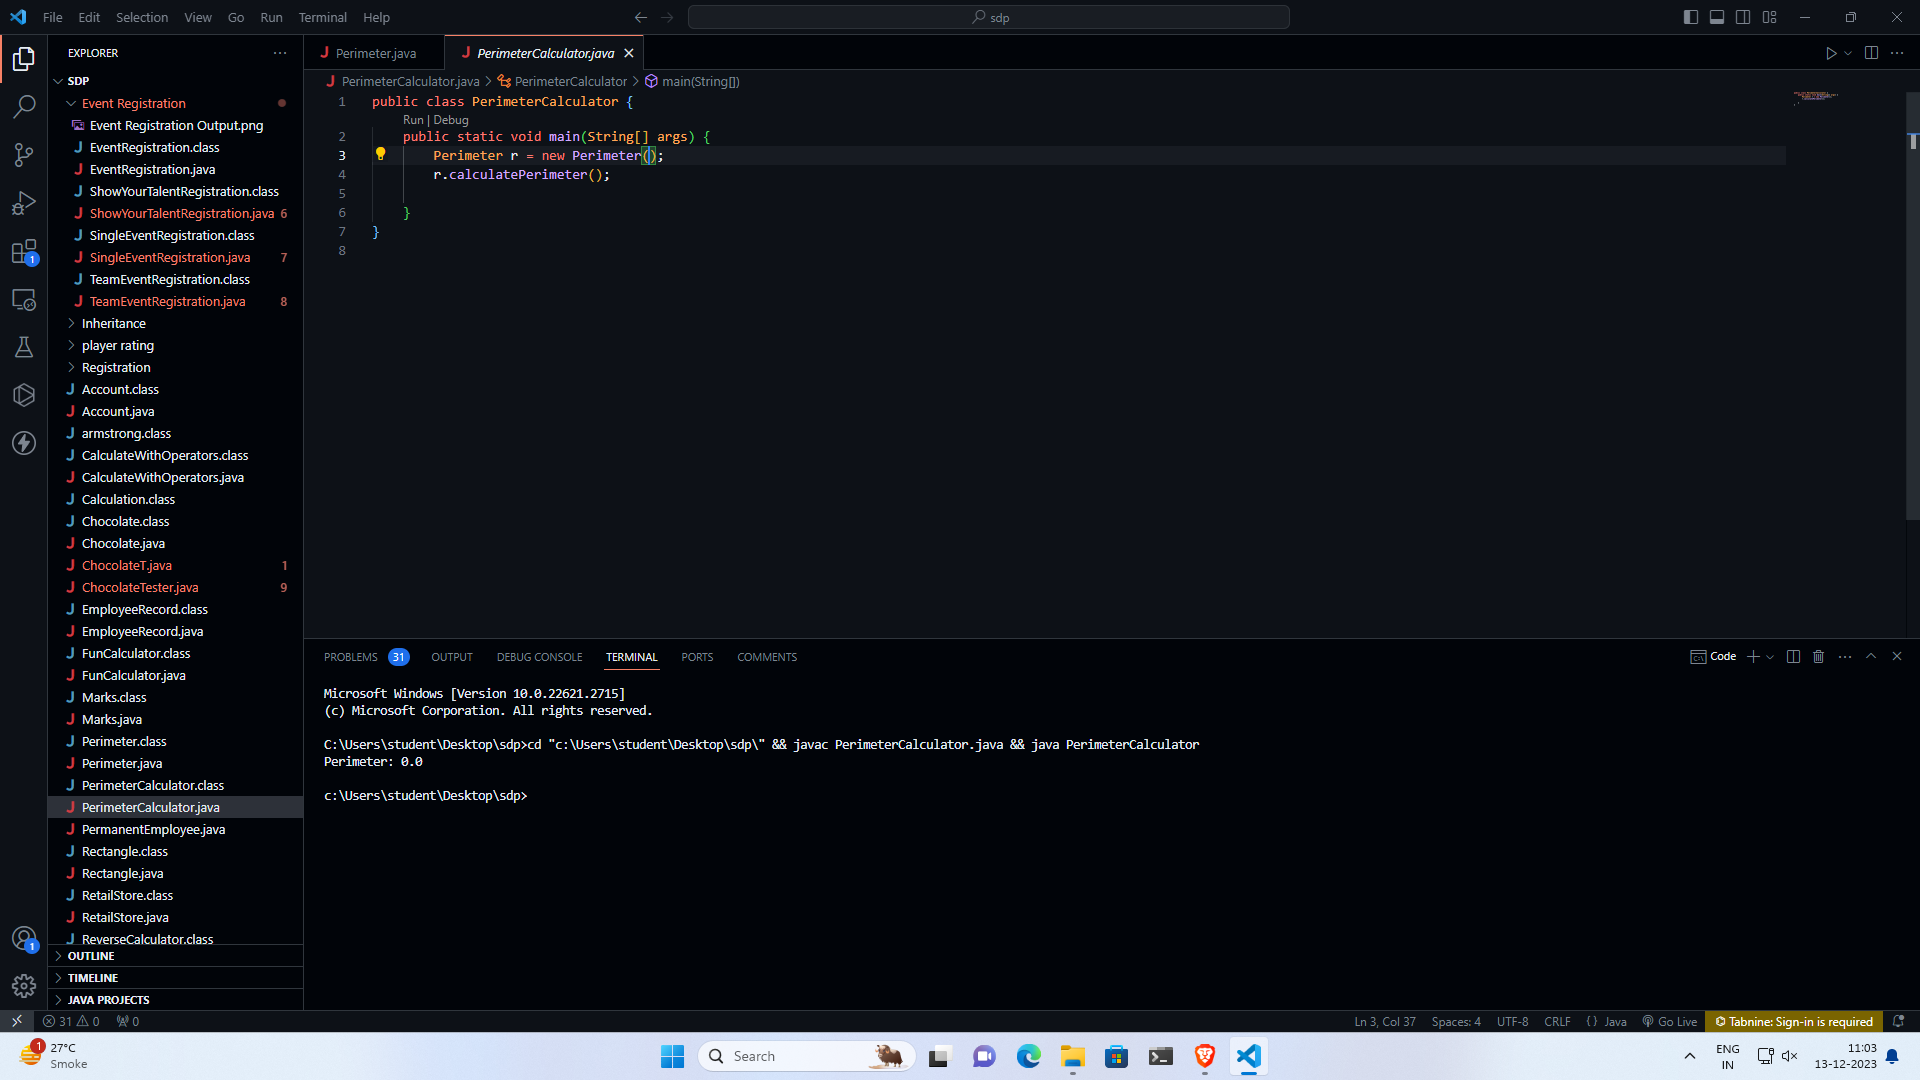 File Edit Selection View Go Run Terminal Help
sdp
EXPLORER
SDP
Event Registration
Event Registration Output.png
EventRegistration.class
EventRegistration.java
ShowYourTalentRegistration.class
ShowYourTalentRegistration.java 6
SingleEventRegistration.class
SingleEventRegistration.java 7
TeamEventRegistration.class
TeamEventRegistration.java 8
Inheritance
player rating
Registration
Account.class
Account.java
armstrong.class
CalculateWithOperators.class
CalculateWithOperators.java
Calculation.class
Chocolate.class
Chocolate.java
ChocolateT.java 1
ChocolateTester.java 9
EmployeeRecord.class
EmployeeRecord.java
FunCalculator.class
FunCalculator.java
Marks.class
Marks.java
Perimeter.class
Perimeter.java
PerimeterCalculator.class
PerimeterCalculator.java
PermanentEmployee.java
Rectangle.class
Rectangle.java
RetailStore.class
RetailStore.java
ReverseCalculator.class
OUTLINE
TIMELINE
JAVA PROJECTS
1
1
Perimeter.java
PerimeterCalculator.java
PerimeterCalculator.java > PerimeterCalculator > main(String[])
1 public class PerimeterCalculator {
Run | Debug
2 public static void main(String[] args) {
3 Perimeter r = new Perimeter();
4 r.calculatePerimeter();
5
6 }
7 }
8
PROBLEMS 31 OUTPUT DEBUG CONSOLE TERMINAL PORTS COMMENTS
Code
Microsoft Windows [Version 10.0.22621.2715]
(c) Microsoft Corporation. All rights reserved.
C:\Users\student\Desktop\sdp>cd "c:\Users\student\Desktop\sdp\" && javac PerimeterCalculator.java && java PerimeterCalculator
Perimeter: 0.0
c:\Users\student\Desktop\sdp>
31 0 0
Ln 3, Col 37 Spaces: 4 UTF-8 CRLF {} Java Go Live Tabnine: Sign-in is required
1
27°C
Smoke
Search
ENG
IN
11:03
13-12-2023